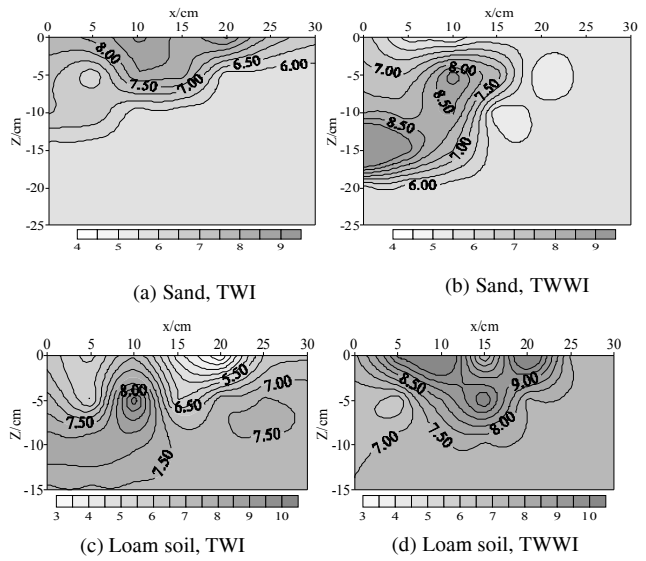 x/cm
0 5 10 15 20 25 30
0
-5
-10
-15
-20
-25
Z/cm
8.00
7.50
7.00
6.50
6.00
4 5 6 7 8 9
(a) Sand, TWI
x/cm
0 5 10 15 20 25 30
0
-5
-10
-15
-20
-25
Z/cm
7.00
8.00
7.50
8.50
8.50
7.00
6.00
4 5 6 7 8 9
(b) Sand, TWWI
x/cm
0 5 10 15 20 25 30
0
-5
-10
-15
Z/cm
8.00
7.50
6.50
5.50
7.00
7.50
7.50
3 4 5 6 7 8 9 10
(c) Loam soil, TWI
x/cm
0 5 10 15 20 25 30
0
-5
-10
-15
Z/cm
8.50
9.00
8.00
7.50
7.00
3 4 5 6 7 8 9 10
(d) Loam soil, TWWI